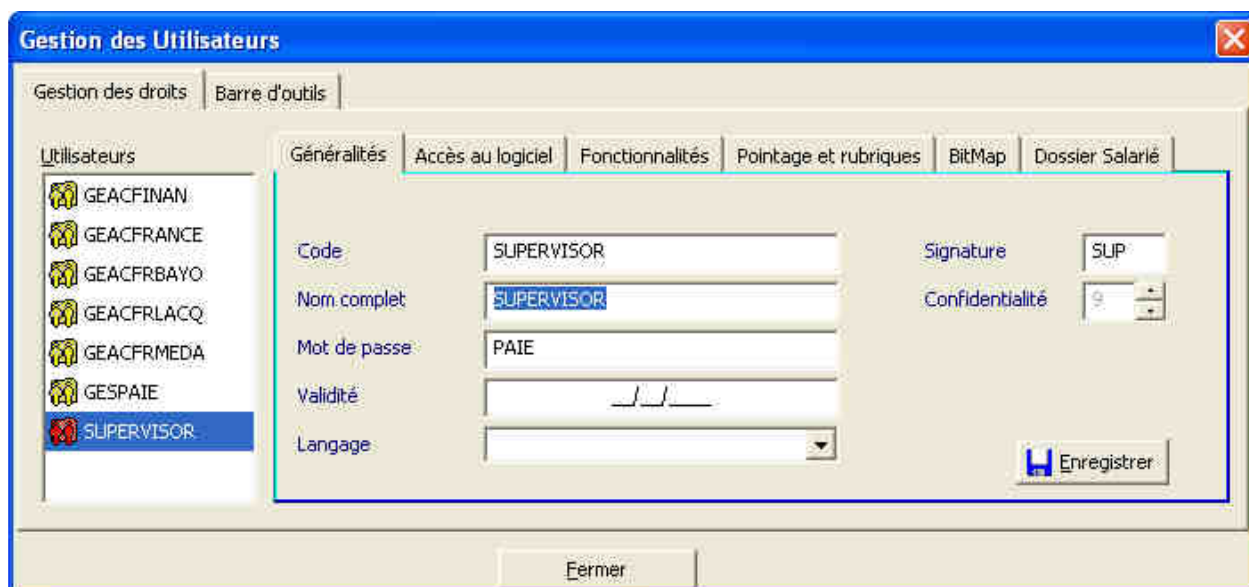 Gestion des Utilisateurs
Gestion des droits Barre d'outils
Utilisateurs
GEACFINAN
GEACFRANCE
GEACFRBAYO
GEACFRLACQ
GEACFRMEDA
GESPAIE
SUPERVISOR
Généralités Accès au logiciel Fonctionnalités Pointage et rubriques BitMap Dossier Salarié
Code SUPERVISOR Signature SUP
Nom complet SUPERVISOR Confidentialité 9
Mot de passe PAIE
Validité __/__/____
Langage
Enregistrer
Fermer